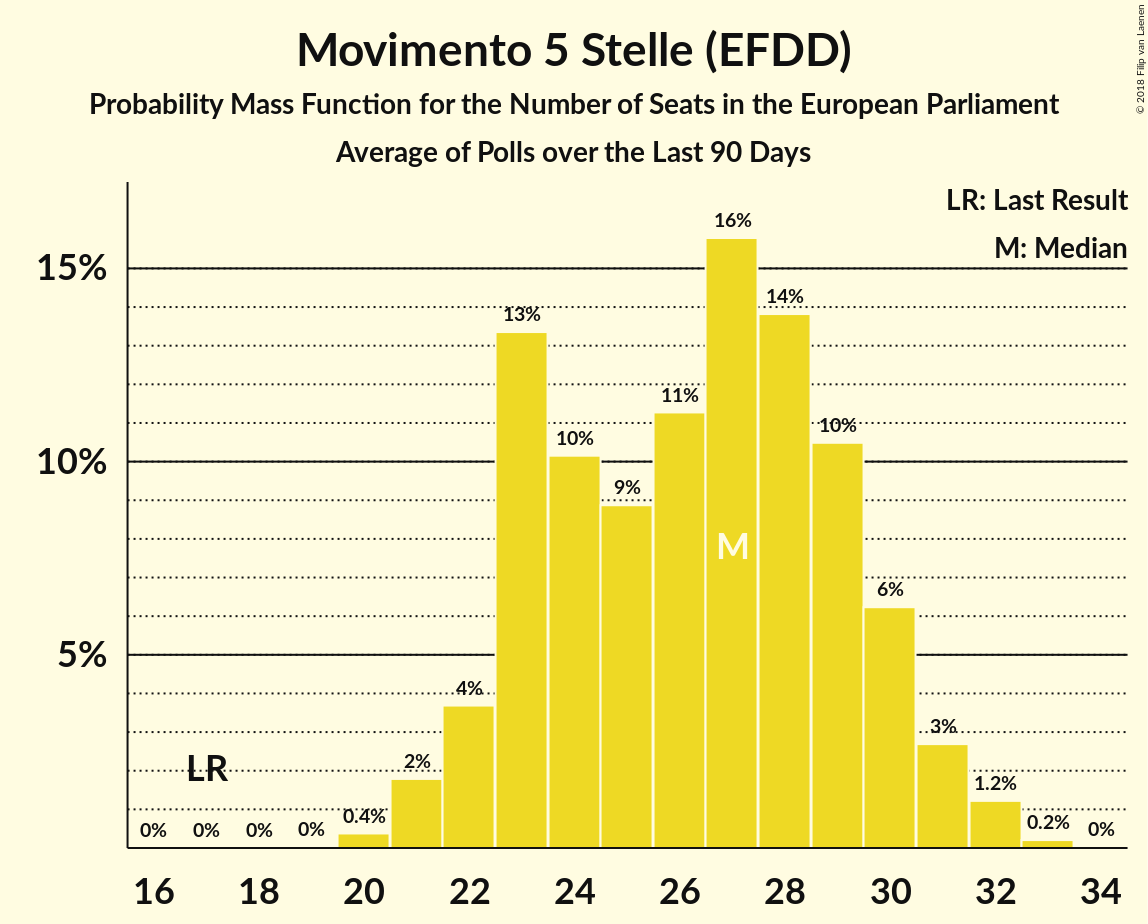 Movimento 5 Stelle (EFDD)
Probability Mass Function for the Number of Seats in the European Parliament
Average of Polls over the Last 90 Days
© 2018 Filip van Laenen
LR: Last Result
M: Median
15%
10%
5%
0%
0%
0%
0%
0.4%
2%
4%
13%
10%
9%
11%
16%
14%
10%
6%
3%
1.2%
0.2%
0%
LR
M
16 18 20 22 24 26 28 30 32 34